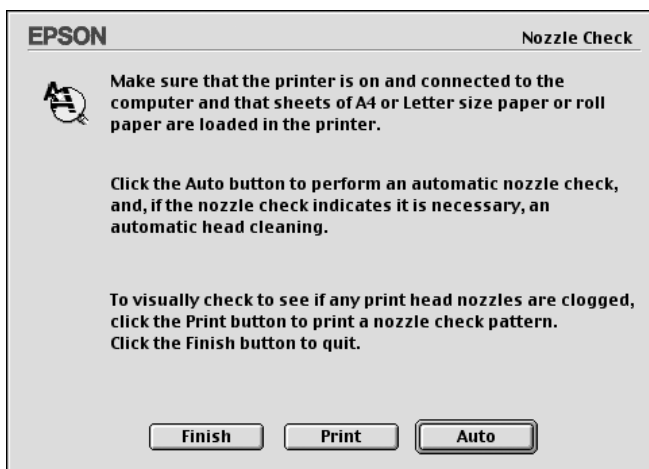 EPSON
Nozzle Check
Make sure that the printer is on and connected to the
computer and that sheets of A4 or Letter size paper or roll
paper are loaded in the printer.
Click the Auto button to perform an automatic nozzle check,
and, if the nozzle check indicates it is necessary, an
automatic head cleaning.
To visually check to see if any print head nozzles are clogged,
click the Print button to print a nozzle check pattern.
Click the Finish button to quit.
Finish
Print
Auto